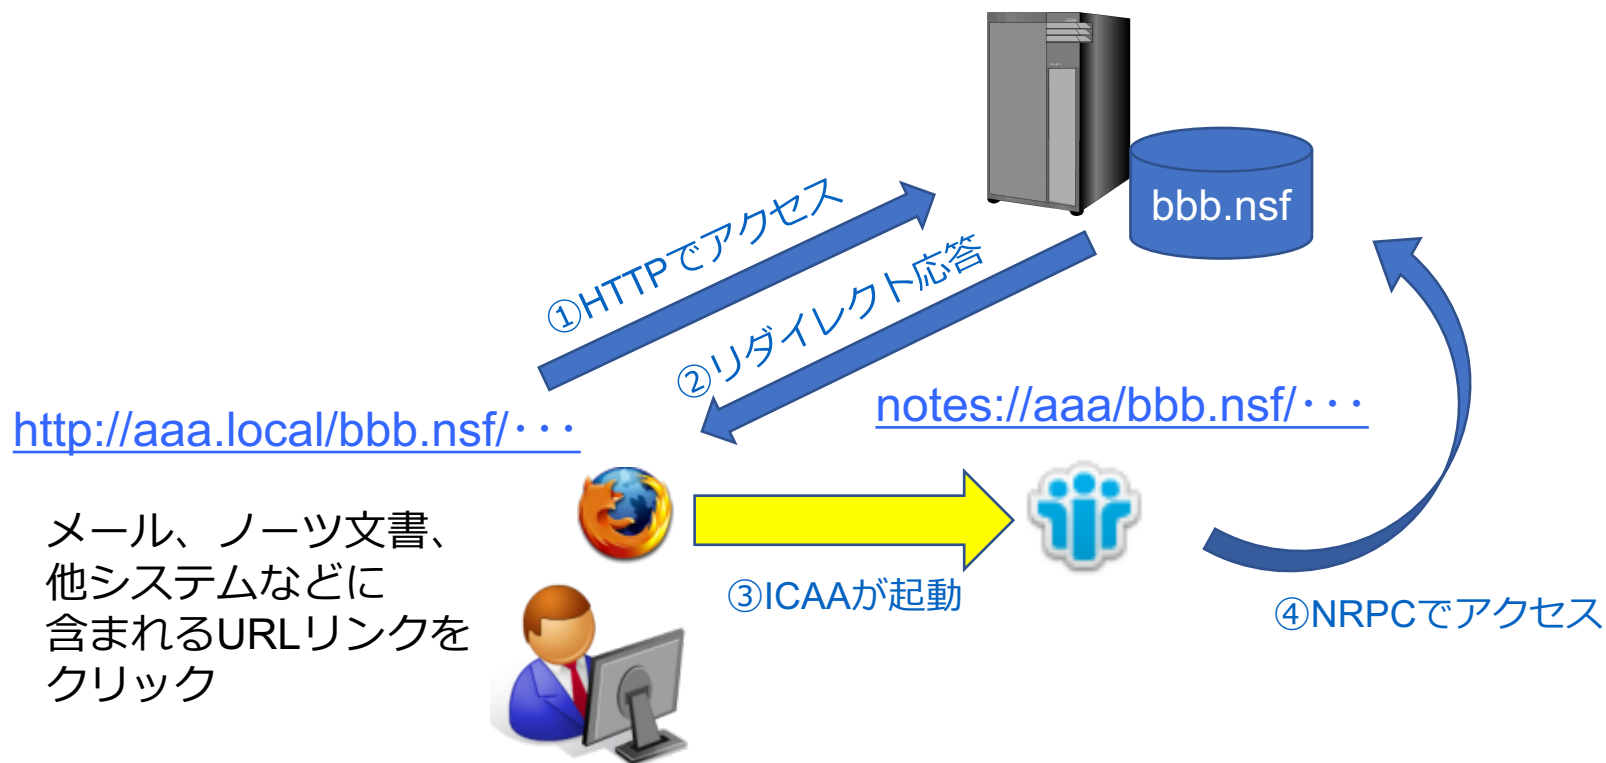 bbb.nsf
①HTTPでアクセス
②リダイレクト応答
http://aaa.local/bbb.nsf/・・・
notes://aaa/bbb.nsf/・・・
メール、ノーツ文書、
他システムなどに
含まれるURLリンクを
クリック
③ICAAが起動
④NRPCでアクセス